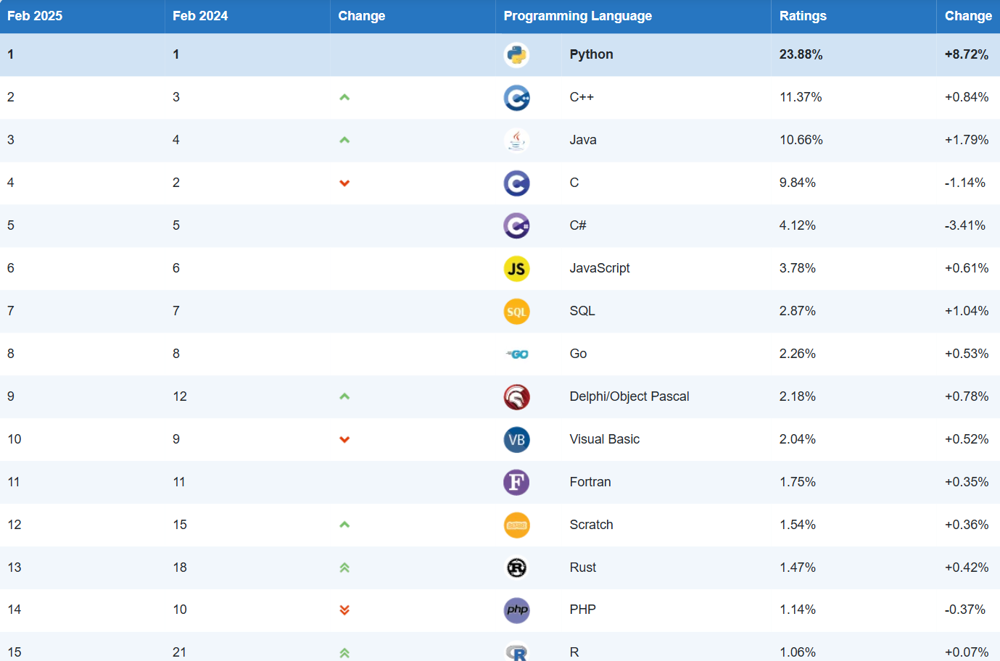 Feb 2025 Feb 2024 Change Programming Language Ratings Change
1 1 Python 23.88% +8.72%
2 3 C++ 11.37% +0.84%
3 4 Java 10.66% +1.79%
4 2 C 9.84% -1.14%
5 5 C# 4.12% -3.41%
6 6 JS JavaScript 3.78% +0.61%
7 7 SQL SQL 2.87% +1.04%
8 8 GO Go 2.26% +0.53%
9 12 Delphi/Object Pascal 2.18% +0.78%
10 9 VB Visual Basic 2.04% +0.52%
11 11 F Fortran 1.75% +0.35%
12 15 Scratch 1.54% +0.36%
13 18 R Rust 1.47% +0.42%
14 10 php PHP 1.14% -0.37%
15 21 R R 1.06% +0.07%